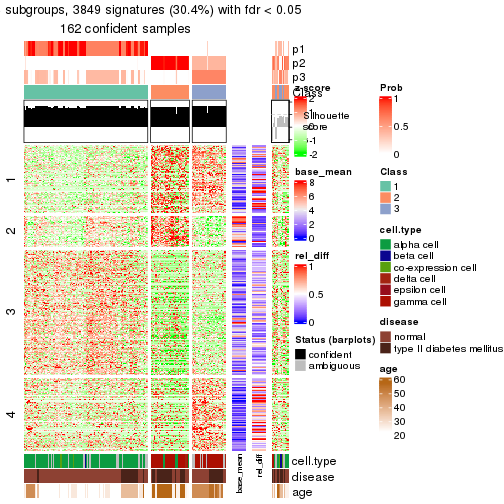 subgroups, 3849 signatures (30.4%) with fdr < 0.05
162 confident samples
p1
p2
p3
Class
Silhouette
score
1
2
3
4
cell.type
disease
age
base_mean
rel_diff
z-score
2
1
0
-1
-2
base_mean
8
6
4
2
0
rel_diff
1
0.5
0
Status (barplots)
confident
ambiguous
Prob
1
0.5
0
Class
1
2
3
cell.type
alpha cell
beta cell
co-expression cell
delta cell
epsilon cell
gamma cell
disease
normal
type II diabetes mellitus
age
60
50
40
30
20